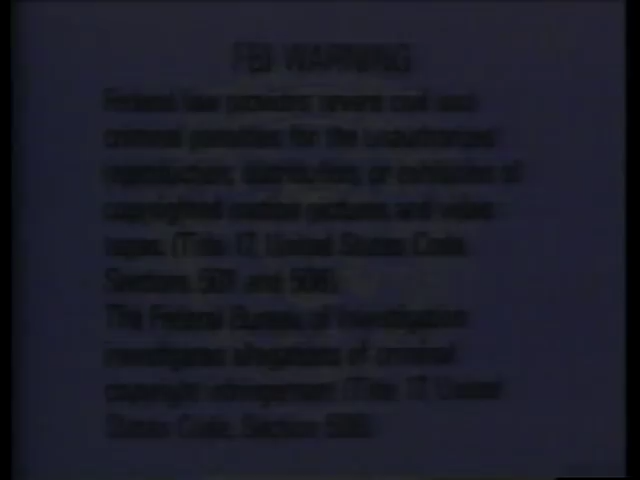 FBI WARNING
Federal law provides severe civil and
criminal penalties for the unauthorized
reproduction, distribution, or exhibition of
copyrighted motion pictures and video
tapes. (Title 17, United States Code,
Sections 501 and 506).
The Federal Bureau of Investigation
investigates allegations of criminal
copyright infringement (Title 17, United
States Code, Section 506).